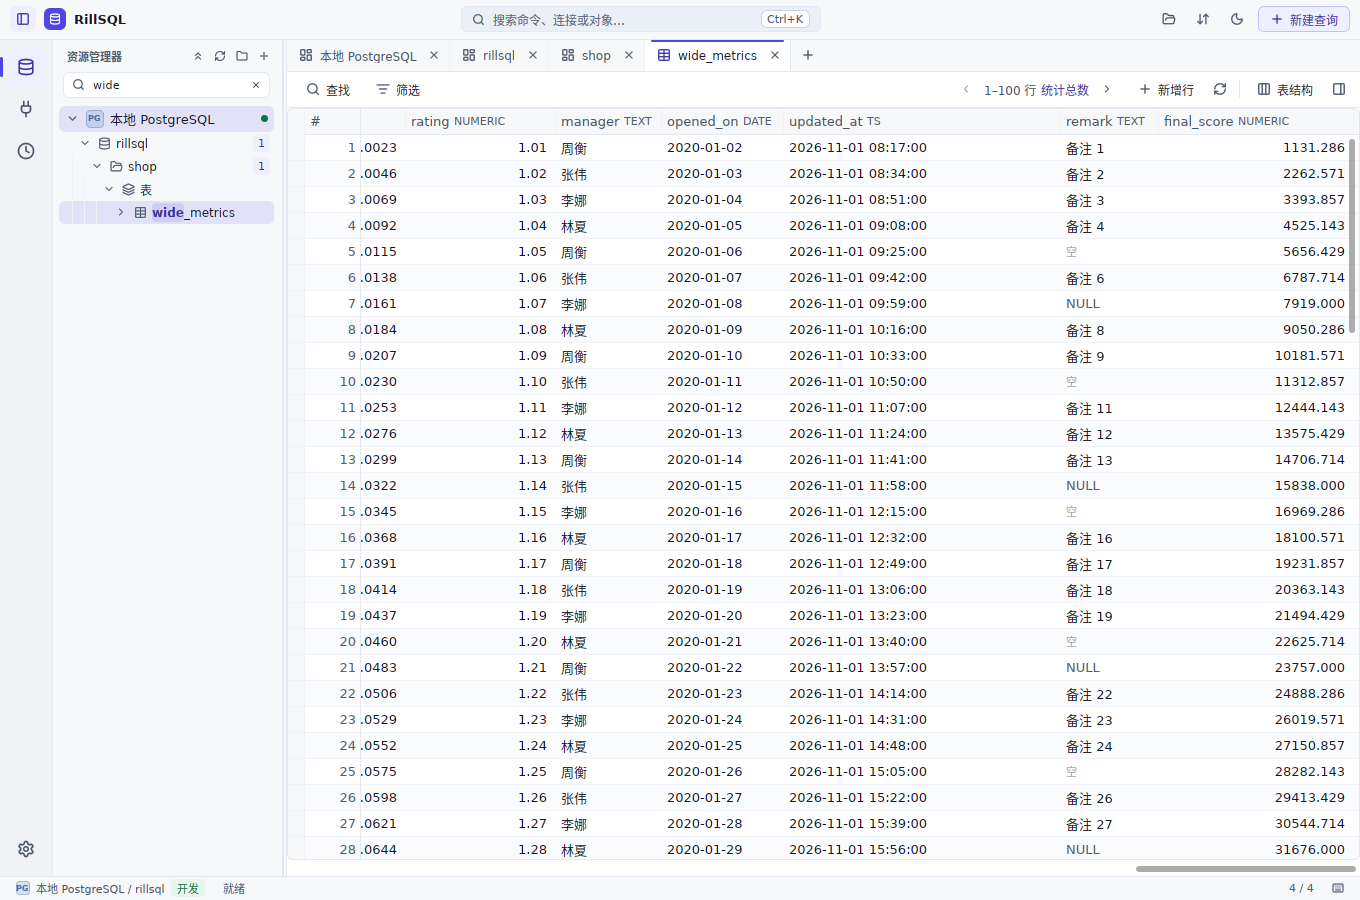 RillSQL
搜索命令、连接或对象…
Ctrl+K
新建查询
资源管理器
wide
PG 本地 PostgreSQL
rillsql 1
shop 1
表
wide_metrics
本地 PostgreSQL
rillsql
shop
wide_metrics
查找
筛选
1–100 行 统计总数
新增行
表结构
# rating NUMERIC manager TEXT opened_on DATE updated_at TS remark TEXT final_score NUMERIC
1 .0023 1.01 周衡 2020-01-02 2026-11-01 08:17:00 备注 1 1131.286
2 .0046 1.02 张伟 2020-01-03 2026-11-01 08:34:00 备注 2 2262.571
3 .0069 1.03 李娜 2020-01-04 2026-11-01 08:51:00 备注 3 3393.857
4 .0092 1.04 林夏 2020-01-05 2026-11-01 09:08:00 备注 4 4525.143
5 .0115 1.05 周衡 2020-01-06 2026-11-01 09:25:00 空 5656.429
6 .0138 1.06 张伟 2020-01-07 2026-11-01 09:42:00 备注 6 6787.714
7 .0161 1.07 李娜 2020-01-08 2026-11-01 09:59:00 NULL 7919.000
8 .0184 1.08 林夏 2020-01-09 2026-11-01 10:16:00 备注 8 9050.286
9 .0207 1.09 周衡 2020-01-10 2026-11-01 10:33:00 备注 9 10181.571
10 .0230 1.10 张伟 2020-01-11 2026-11-01 10:50:00 空 11312.857
11 .0253 1.11 李娜 2020-01-12 2026-11-01 11:07:00 备注 11 12444.143
12 .0276 1.12 林夏 2020-01-13 2026-11-01 11:24:00 备注 12 13575.429
13 .0299 1.13 周衡 2020-01-14 2026-11-01 11:41:00 备注 13 14706.714
14 .0322 1.14 张伟 2020-01-15 2026-11-01 11:58:00 NULL 15838.000
15 .0345 1.15 李娜 2020-01-16 2026-11-01 12:15:00 空 16969.286
16 .0368 1.16 林夏 2020-01-17 2026-11-01 12:32:00 备注 16 18100.571
17 .0391 1.17 周衡 2020-01-18 2026-11-01 12:49:00 备注 17 19231.857
18 .0414 1.18 张伟 2020-01-19 2026-11-01 13:06:00 备注 18 20363.143
19 .0437 1.19 李娜 2020-01-20 2026-11-01 13:23:00 备注 19 21494.429
20 .0460 1.20 林夏 2020-01-21 2026-11-01 13:40:00 空 22625.714
21 .0483 1.21 周衡 2020-01-22 2026-11-01 13:57:00 NULL 23757.000
22 .0506 1.22 张伟 2020-01-23 2026-11-01 14:14:00 备注 22 24888.286
23 .0529 1.23 李娜 2020-01-24 2026-11-01 14:31:00 备注 23 26019.571
24 .0552 1.24 林夏 2020-01-25 2026-11-01 14:48:00 备注 24 27150.857
25 .0575 1.25 周衡 2020-01-26 2026-11-01 15:05:00 空 28282.143
26 .0598 1.26 张伟 2020-01-27 2026-11-01 15:22:00 备注 26 29413.429
27 .0621 1.27 李娜 2020-01-28 2026-11-01 15:39:00 备注 27 30544.714
28 .0644 1.28 林夏 2020-01-29 2026-11-01 15:56:00 NULL 31676.000
PG 本地 PostgreSQL / rillsql 开发 就绪 4 / 4